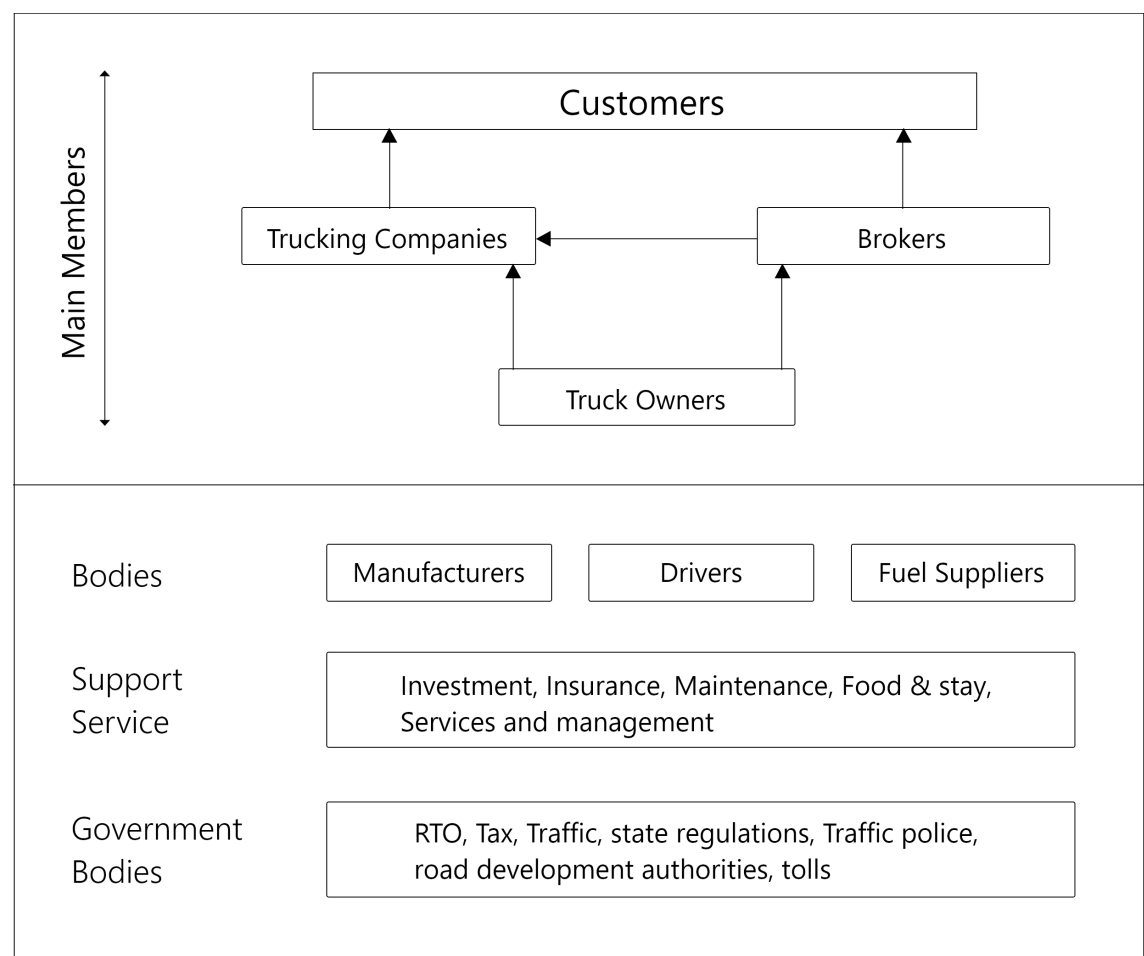 Customers
Main Members
Trucking Companies
Brokers
Truck Owners
Bodies
Manufacturers
Drivers
Fuel Suppliers
Support
Service
Investment, Insurance, Maintenance, Food & stay,
Services and management
Government
Bodies
RTO, Tax, Traffic, state regulations, Traffic police,
road development authorities, tolls